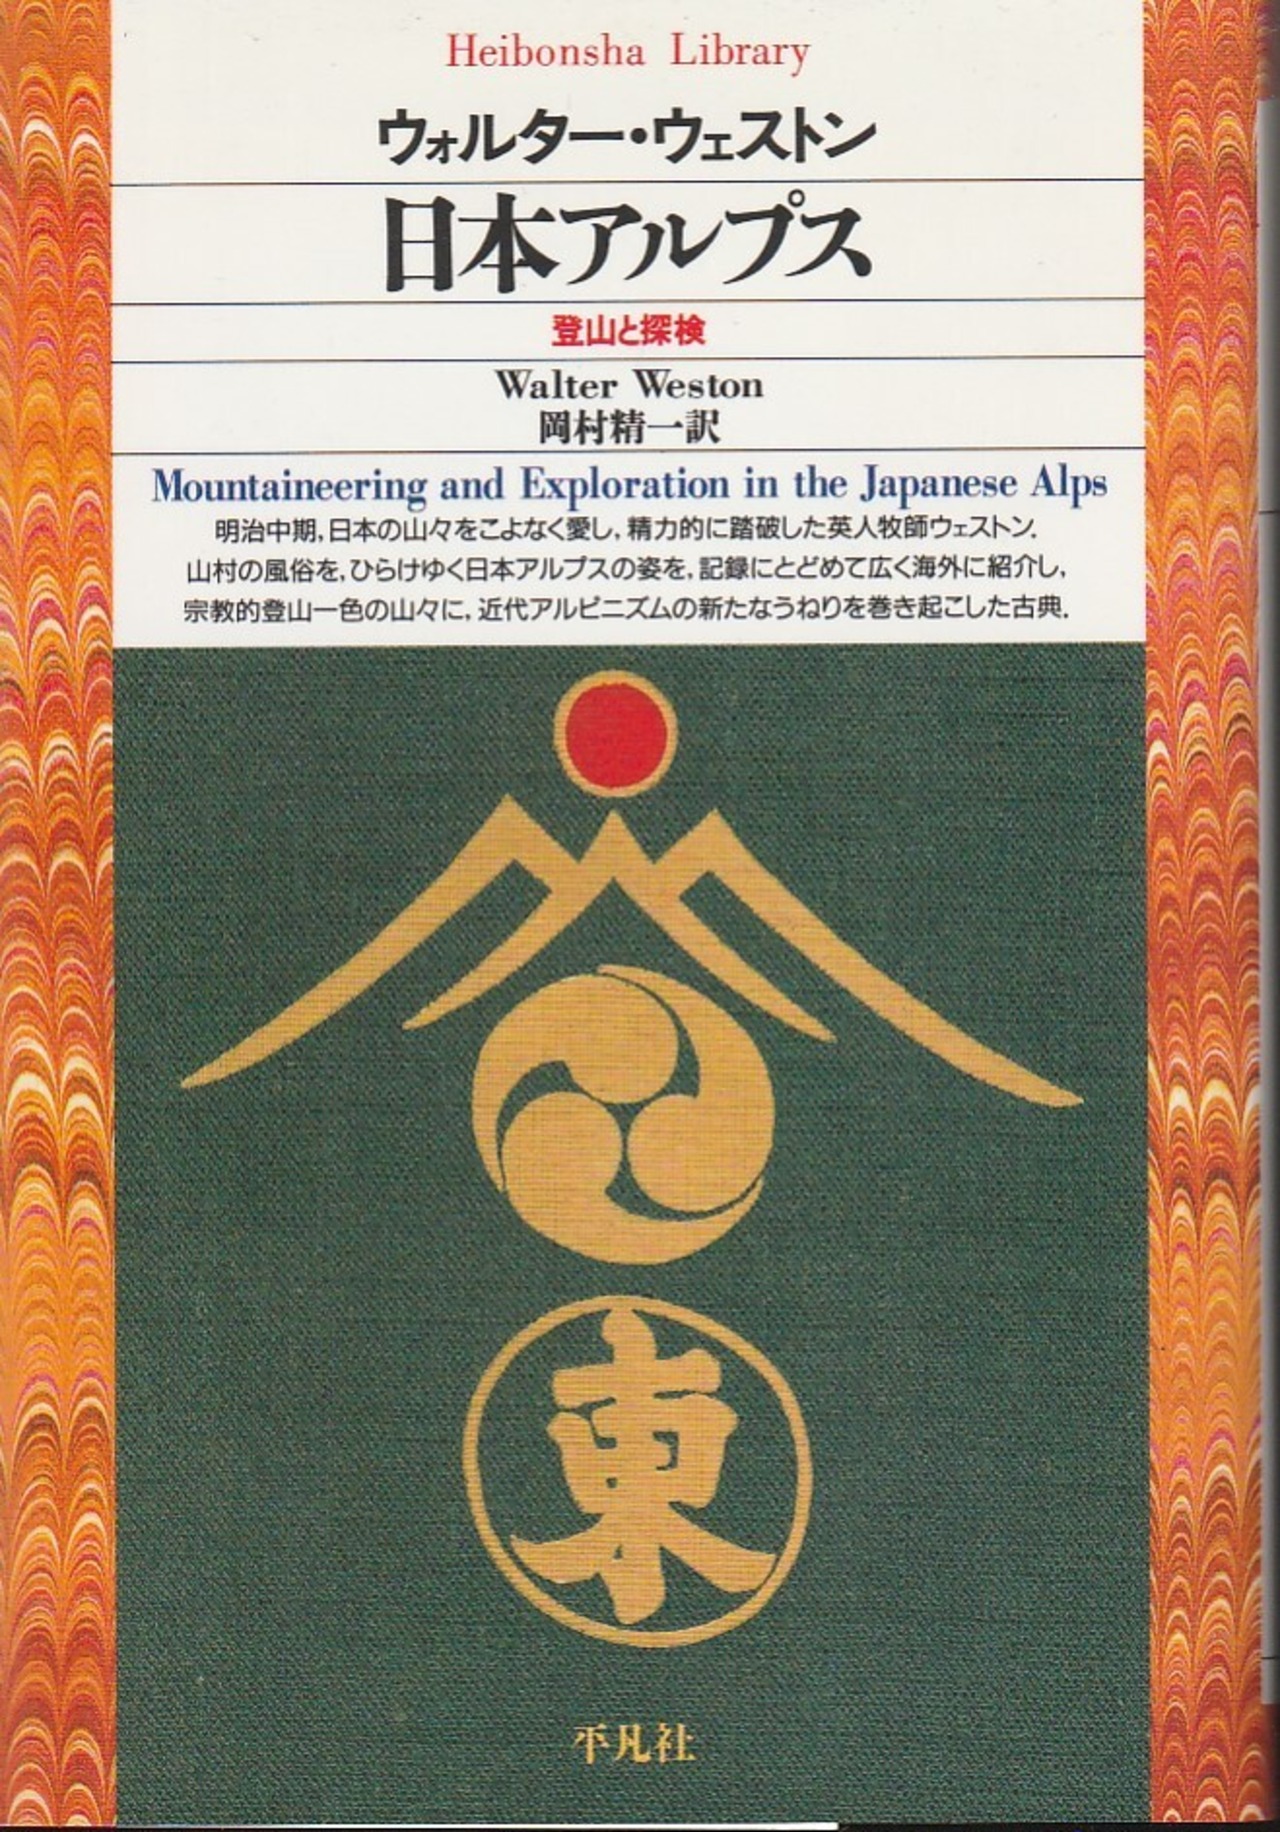 Heibonsha Library
ウォルター・ウェストン
日本アルプス
登山と探検
Walter Weston
岡村精一訳
Mountaineering and Exploration in the Japanese Alps
明治中期,日本の山々をこよなく愛し,精力的に踏破した英人牧師ウェストン.
山村の風俗を,ひらけゆく日本アルプスの姿を,記録にとどめて広く海外に紹介し,
宗教的登山一色の山々に,近代アルピニズムの新たなうねりを巻き起こした古典.
東
平凡社